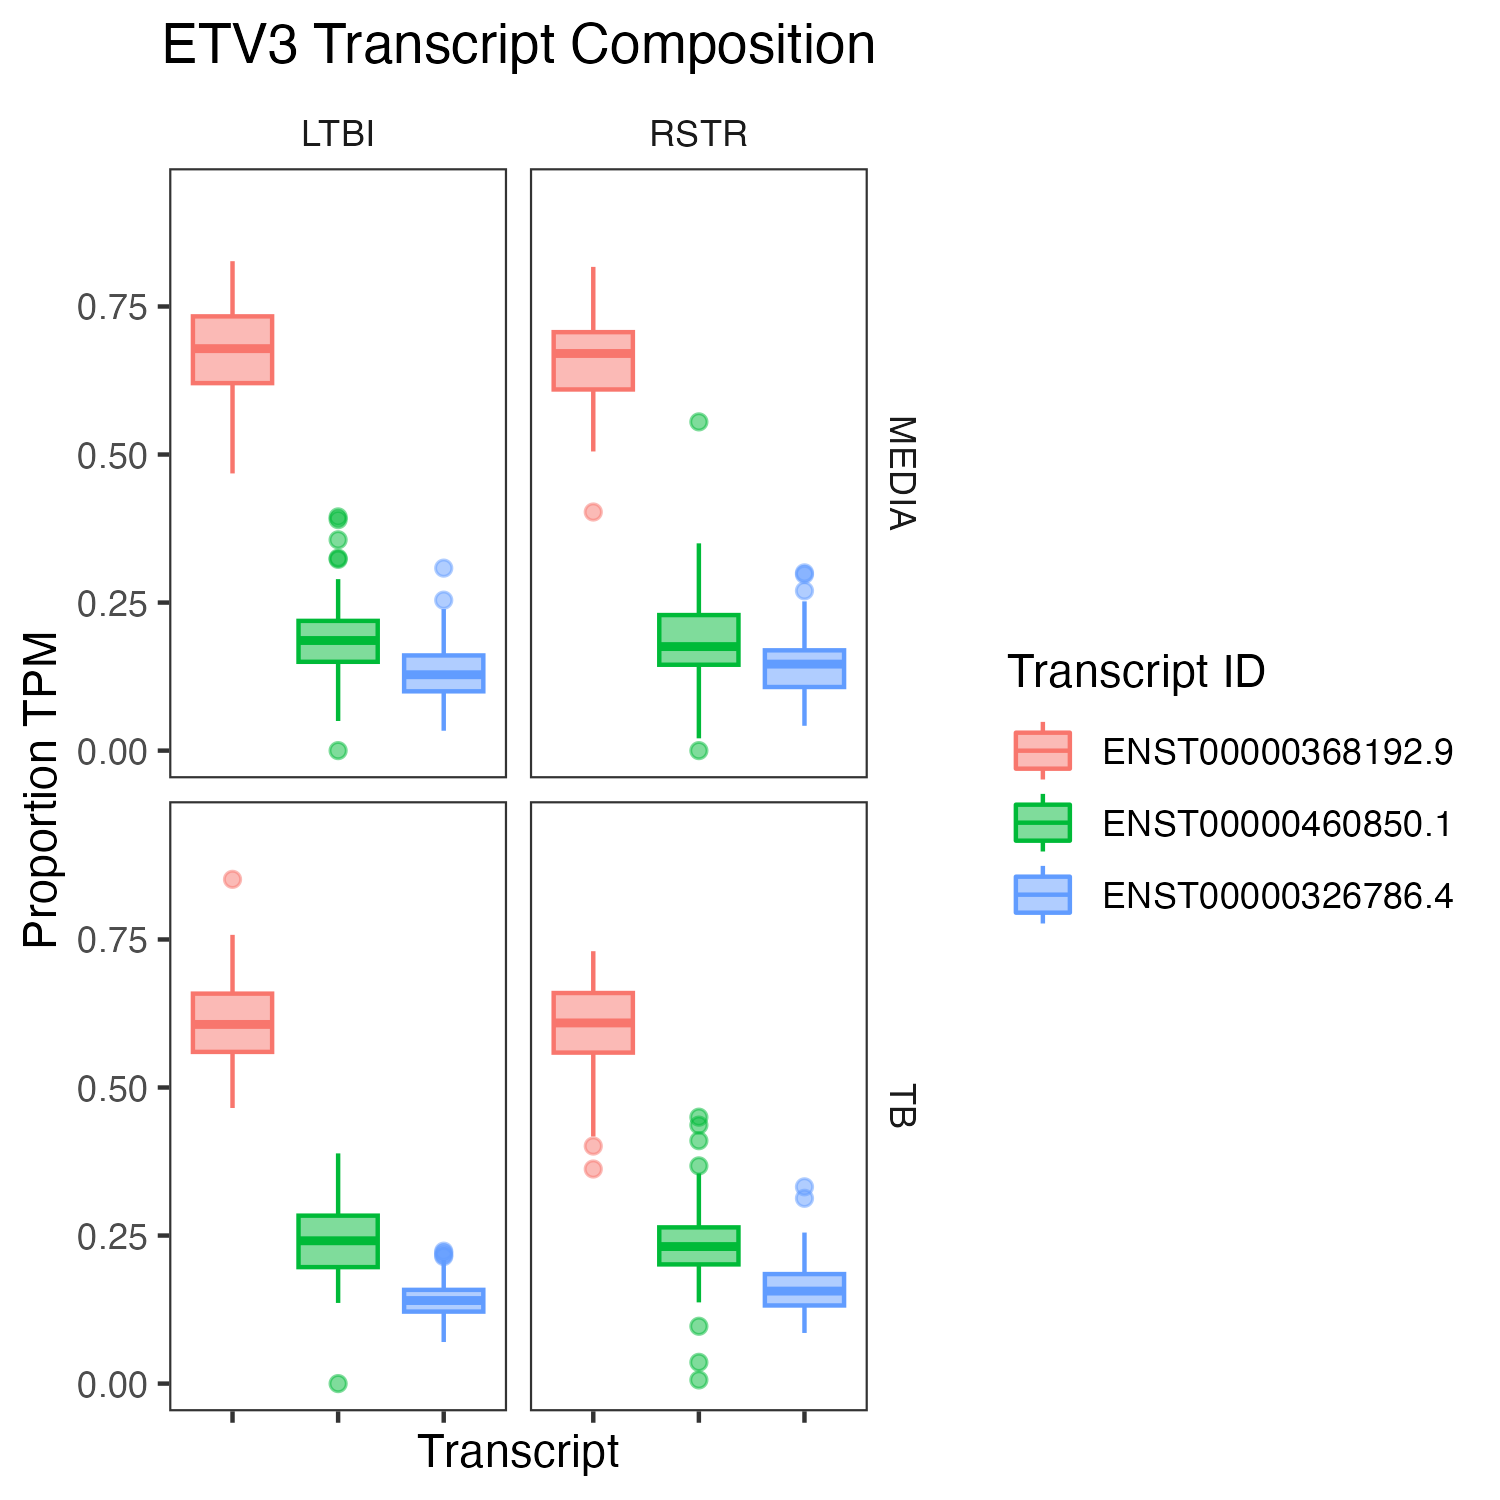 ETV3 Transcript Composition
LTBI
RSTR
0.75
0.50
0.25
0.00
MEDIA
0.75
0.50
0.25
0.00
TB
Proportion TPM
Transcript
Transcript ID
ENST00000368192.9
ENST00000460850.1
ENST00000326786.4